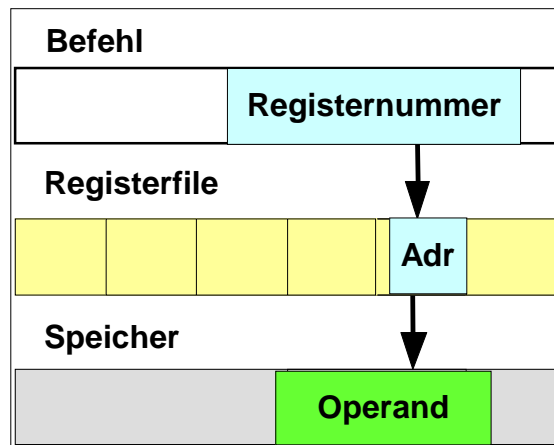 Befehl
Registernummer
Registerfile
Adr
Speicher
Operand